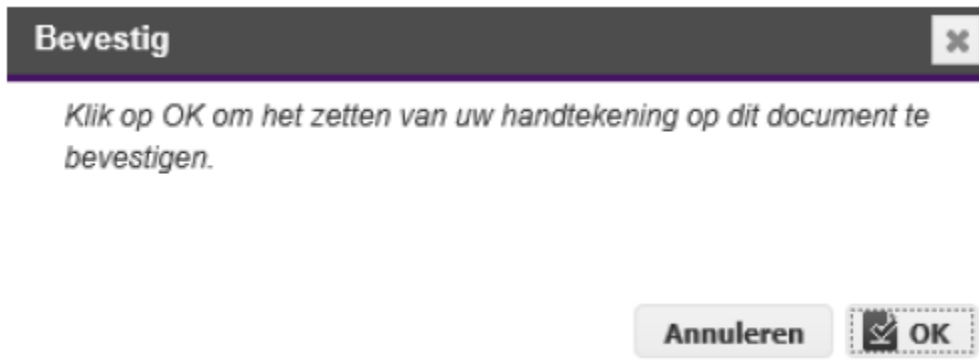 Bevestig
Klik op OK om het zetten van uw handtekening op dit document te
bevestigen.
Annuleren OK